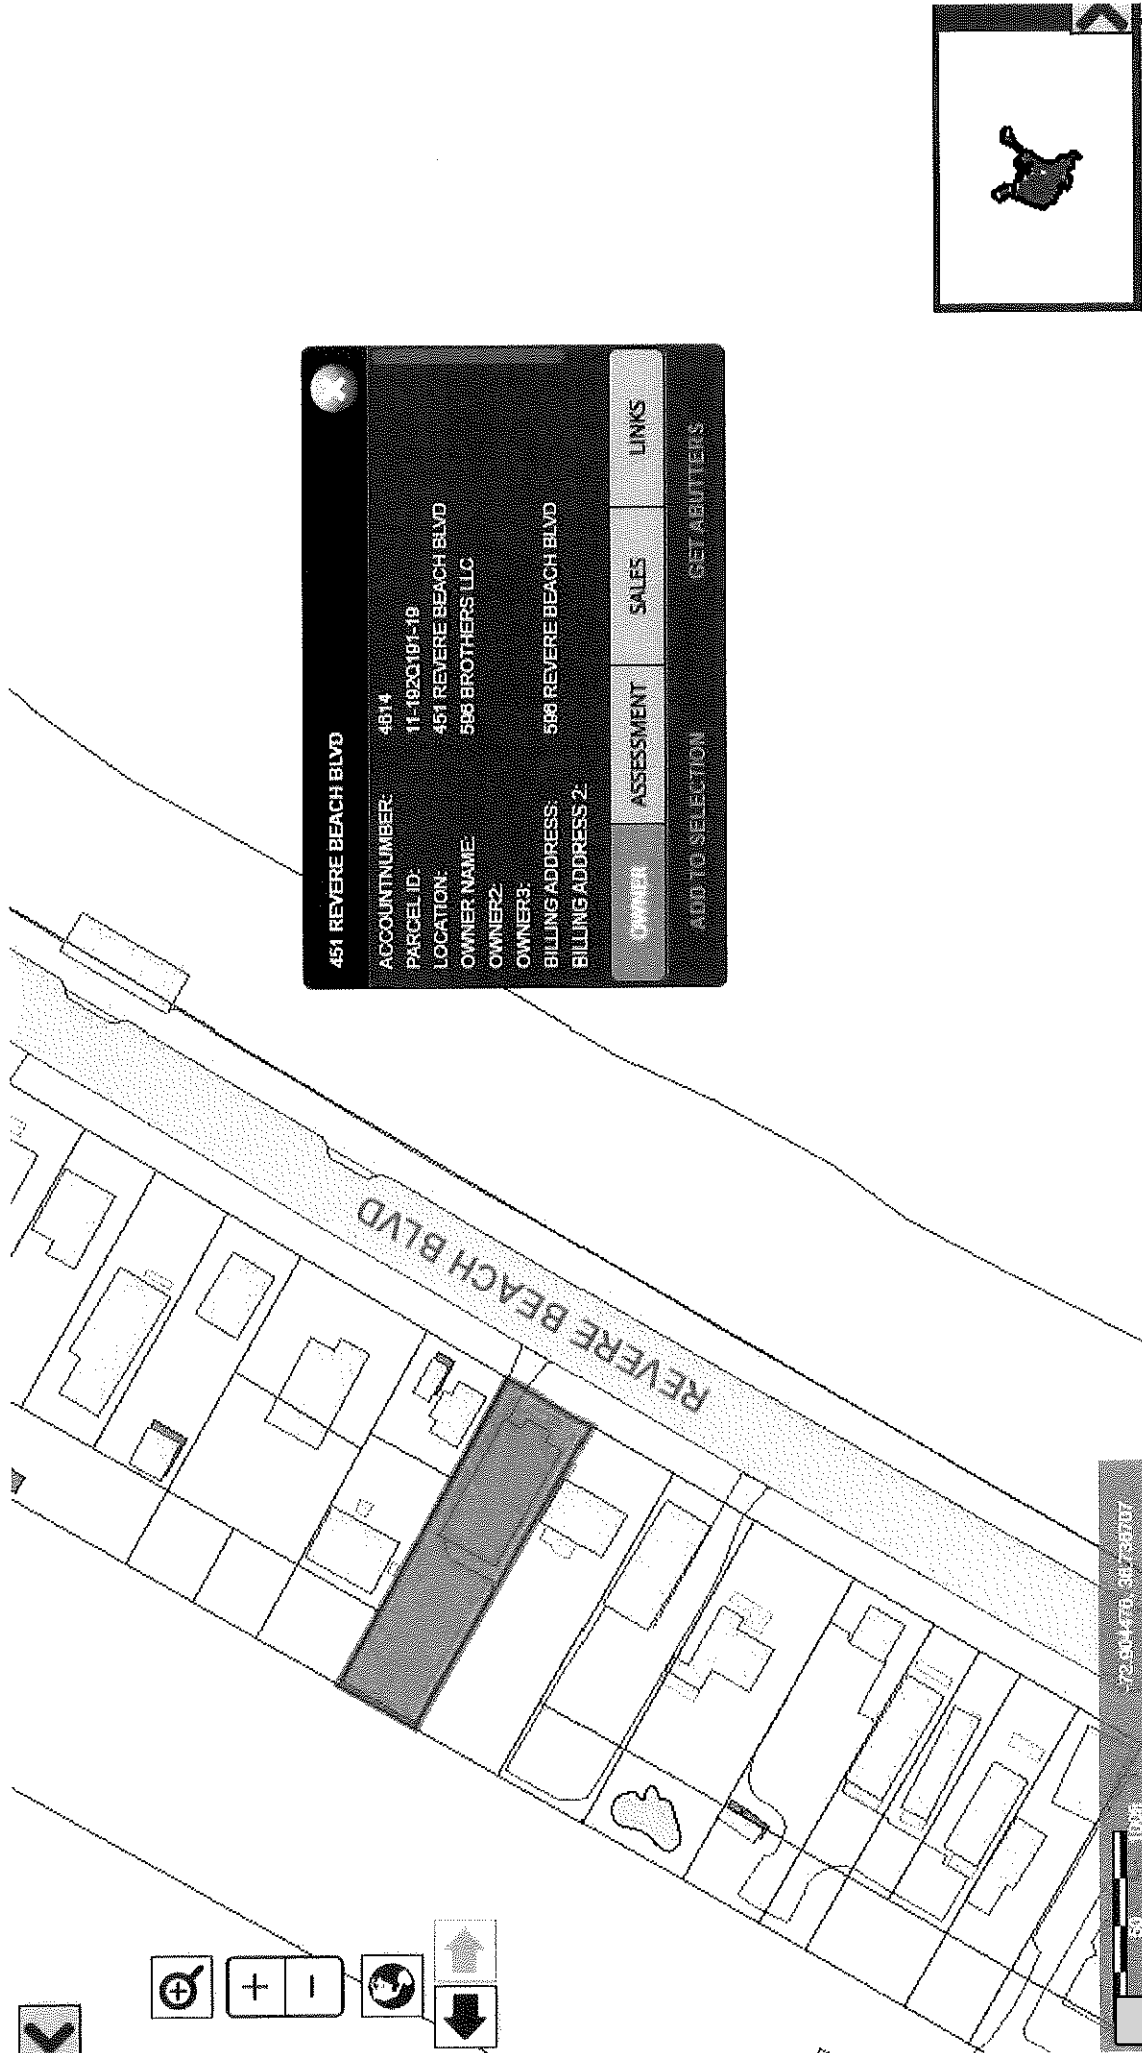 451 REVERE BEACH BLVD
ACCOUNTNUMBER: 4814
PARCEL ID: 11-192Q191-19
LOCATION: 451 REVERE BEACH BLVD
OWNER NAME: 596 BROTHERS LLC
OWNER2:
OWNER3:
BILLING ADDRESS: 596 REVERE BEACH BLVD
BILLING ADDRESS 2:
OWNER ASSESSMENT SALES LINKS
ADD TO SELECTION GET ABUTTERS
REVERE BEACH BLVD